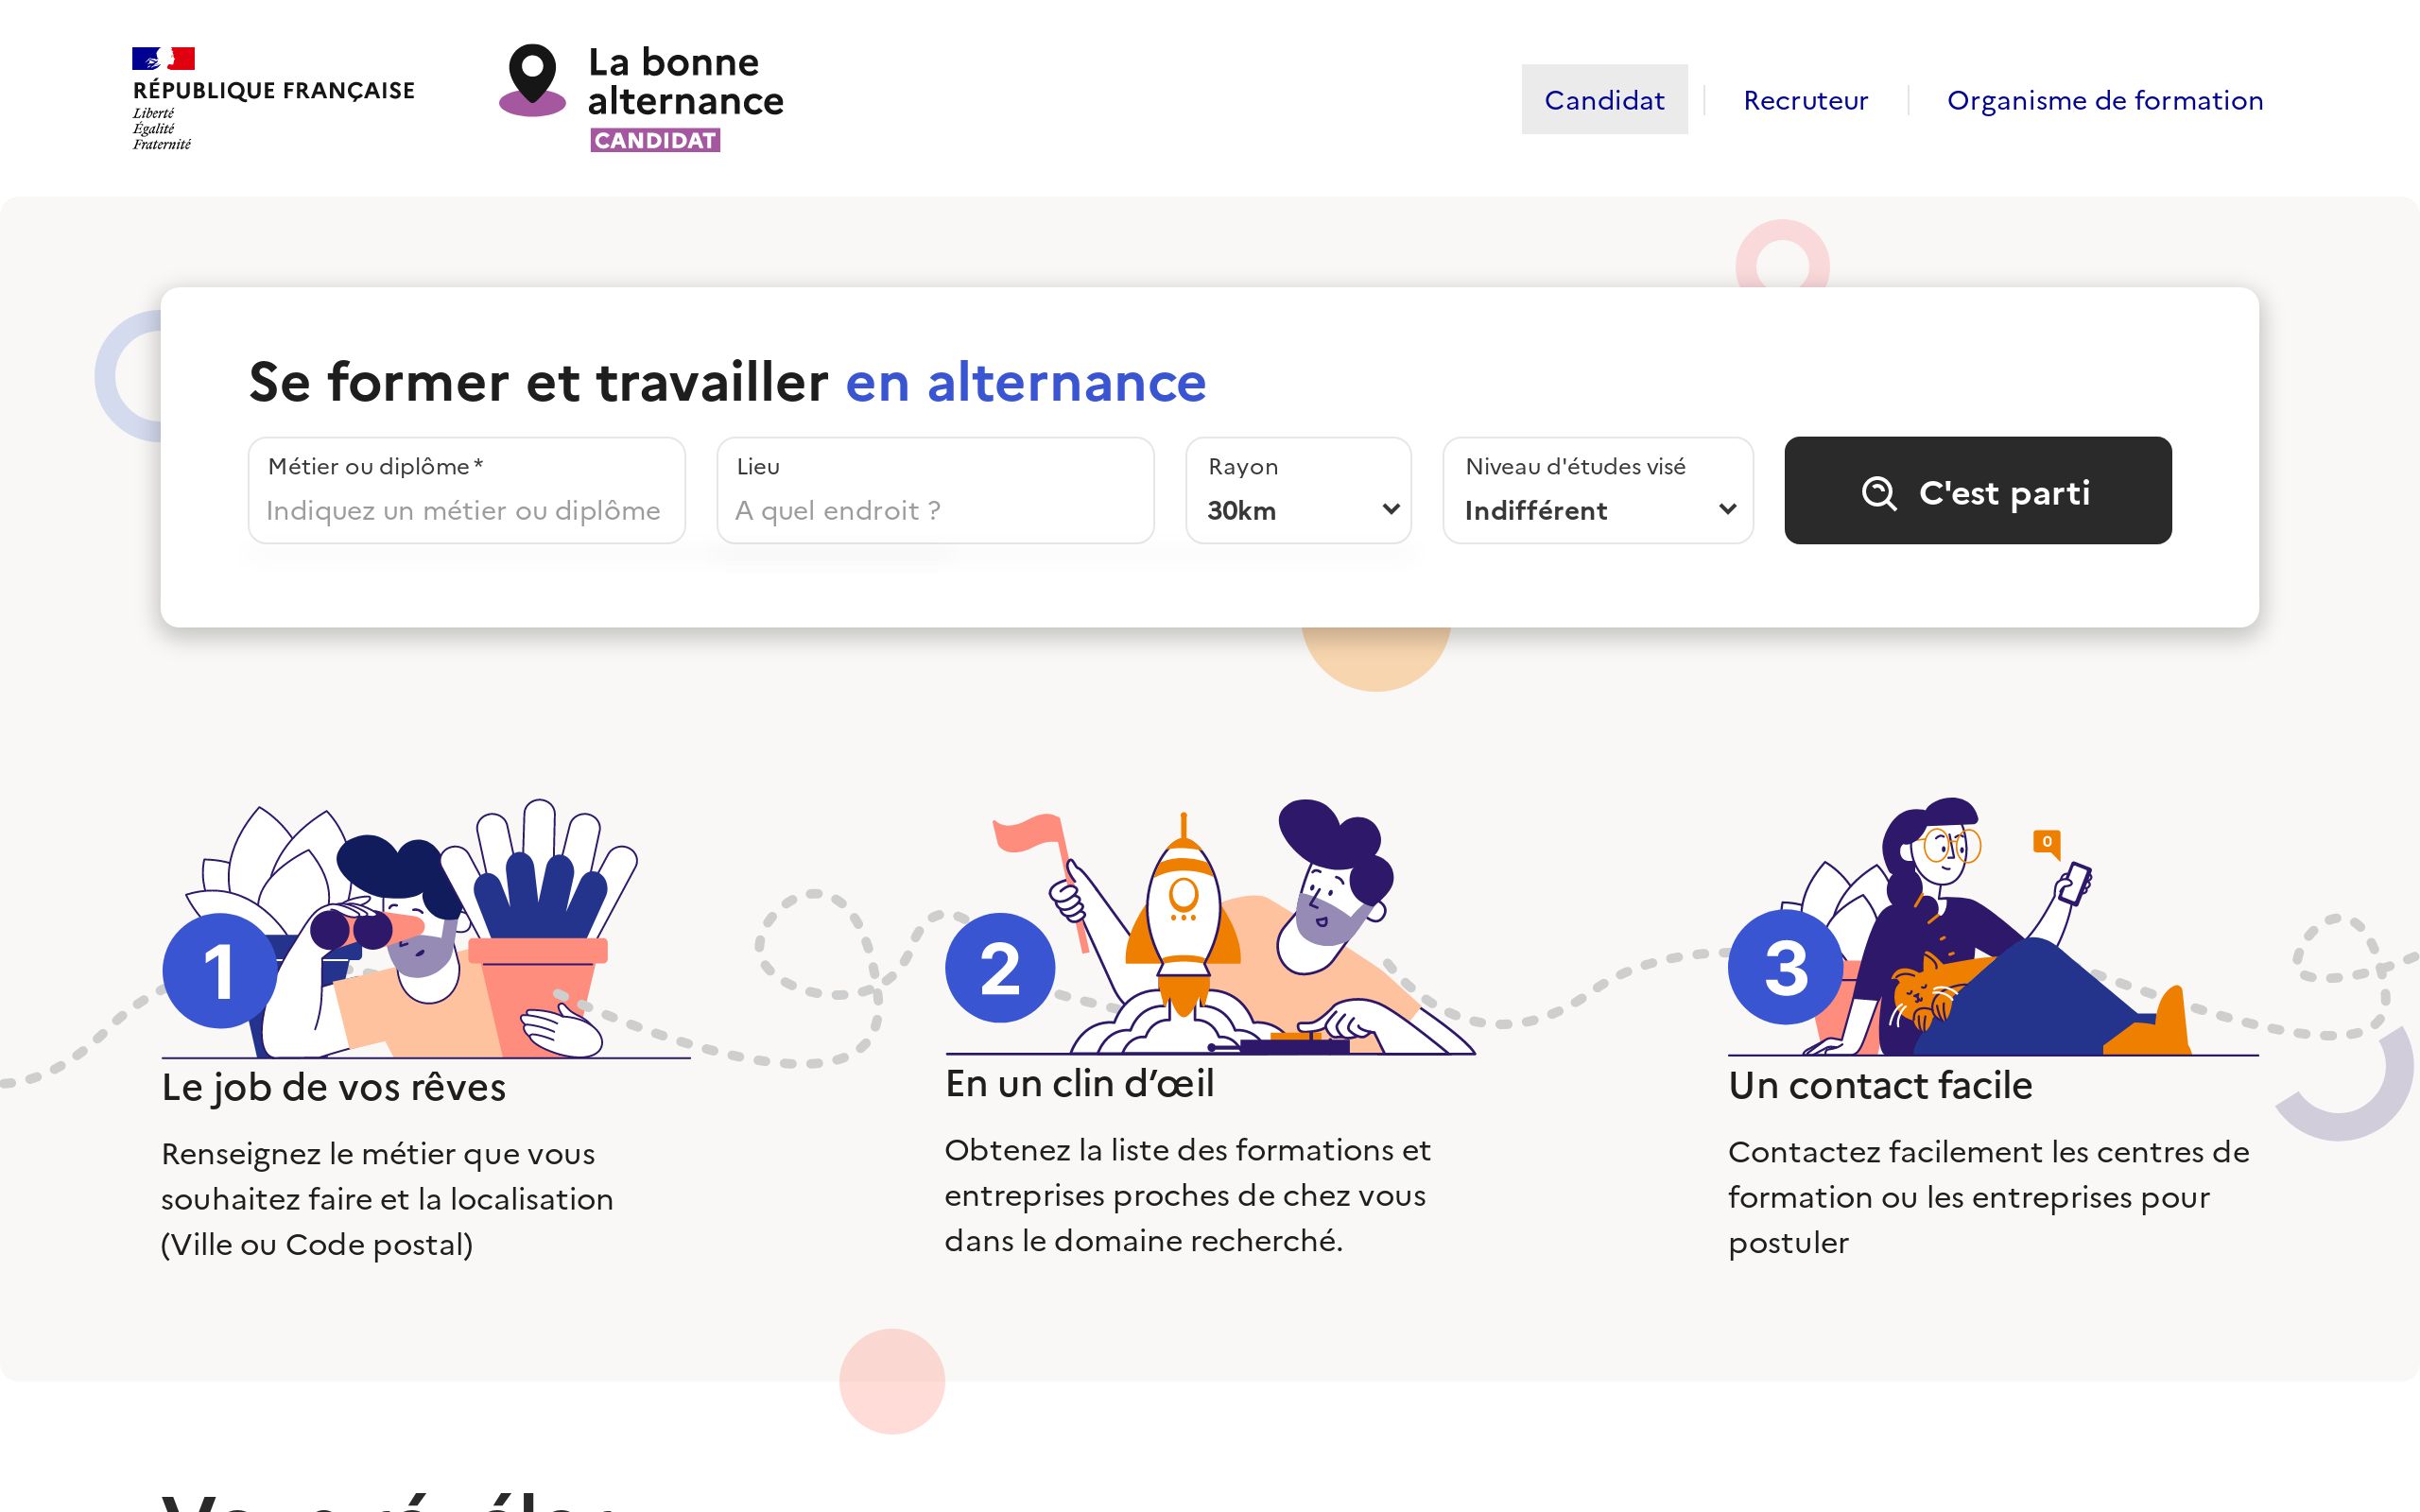 RÉPUBLIQUE FRANÇAISE
Liberté
Égalité
Fraternité
La bonne
alternance
CANDIDAT
Candidat
Recruteur
Organisme de formation
Se former et travailler en alternance
Métier ou diplôme*
Indiquez un métier ou diplôme
Lieu
A quel endroit ?
Rayon
30km
Niveau d'études visé
Indifférent
C'est parti
1
Le job de vos rêves
Renseignez le métier que vous
souhaitez faire et la localisation
(Ville ou Code postal)
2
En un clin d’œil
Obtenez la liste des formations et
entreprises proches de chez vous
dans le domaine recherché.
0
3
Un contact facile
Contactez facilement les centres de
formation ou les entreprises pour
postuler